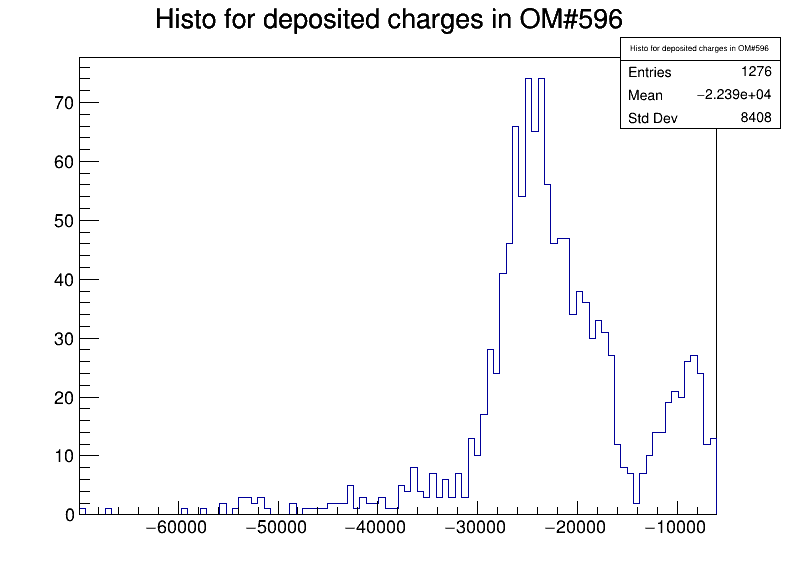 Histo for deposited charges in OM#596
Histo for deposited charges in OM#596
Entries 1276
Mean −2.239e+04
Std Dev 8408
70
60
50
40
30
20
10
0
−60000 −50000 −40000 −30000 −20000 −10000